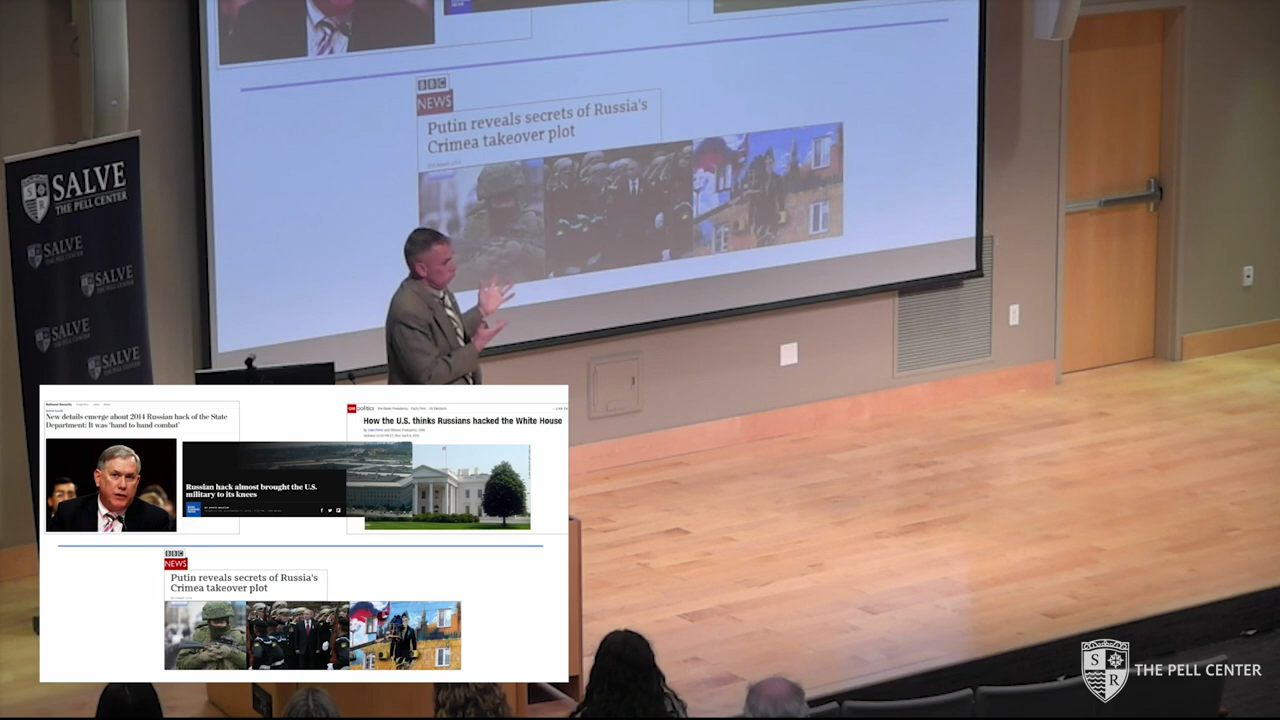 BBC
NEWS
Putin reveals secrets of Russia's
Crimea takeover plot
SALVE
THE PELL CENTER
SALVE
SALVE
SALVE
SALVE
National Security
New details emerge about 2014 Russian hack of the State
Department: It was 'hand to hand combat'
politics
How the U.S. thinks Russians hacked the White House
Russian hack almost brought the U.S.
military to its knees
BBC
NEWS
Putin reveals secrets of Russia's
Crimea takeover plot
S
R
THE PELL CENTER